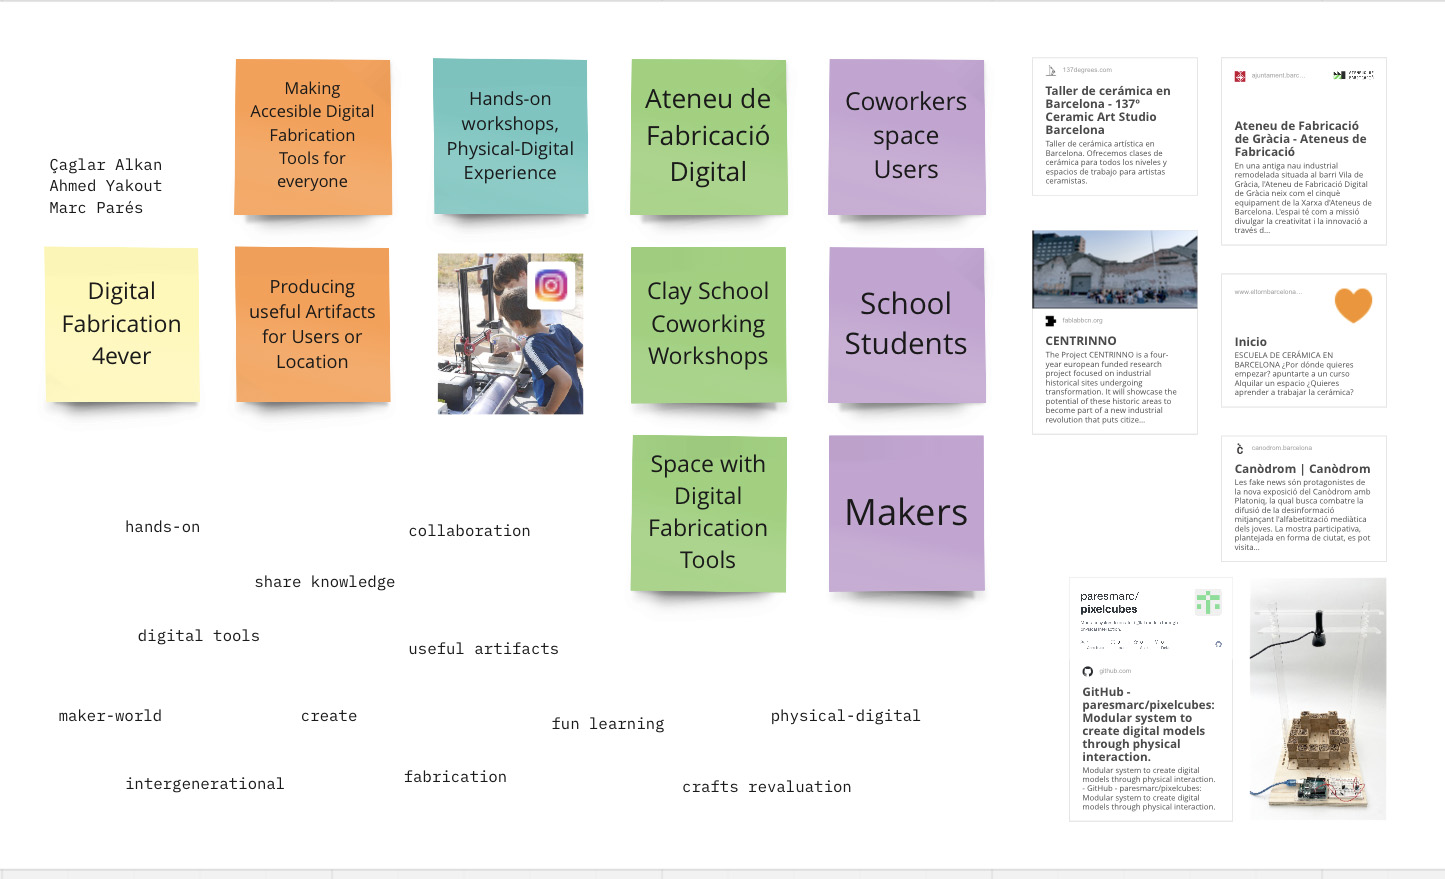 Çaglar Alkan
Ahmed Yakout
Marc Parés
Digital
Fabrication
4ever
Making
Accesible Digital
Fabrication
Tools for
everyone
Producing
useful Artifacts
for Users or
Location
Hands-on
workshops,
Physical-Digital
Experience
Ateneu de
Fabricació
Digital
Clay School
Coworking
Workshops
Space with
Digital
Fabrication
Tools
Coworkers
space
Users
School
Students
Makers
hands-on
collaboration
share knowledge
digital tools
useful artifacts
maker-world
create
fun learning
physical-digital
intergenerational
fabrication
crafts revaluation
137degrees.com
Taller de cerámica en
Barcelona - 137°
Ceramic Art Studio
Barcelona
Taller de cerámica artística en
Barcelona. Ofrecemos clases de
cerámica para todos los niveles y
espacios de trabajo para artistas
ceramistas.
fablabbcn.org
CENTRINNO
The Project CENTRINNO is a four-
year european funded research
project focused on industrial
historical sites undergoing
transformation. It will showcase the
potential of these historic areas to
become part of a new industrial
revolution that puts citize...
ajuntament.barc...
Ateneu de Fabricació
de Gràcia - Ateneus de
Fabricació
En una antiga nau industrial
remodelada situada al barri Vila de
Gràcia, l'Ateneu de Fabricació Digital
de Gràcia neix com el cinquè
equipament de la Xarxa d'Ateneus de
Barcelona. L'espai té com a missió
divulgar la creativitat i la innovació a
través d...
www.eltornbarcelona...
Inicio
ESCUELA DE CERÁMICA EN
BARCELONA ¿Por dónde quieres
empezar? apuntarte a un curso
Alquilar un espacio ¿Quieres
aprender a trabajar la cerámica?
canodrom.barcelona
Canòdrom | Canòdrom
Les fake news són protagonistes de
la nova exposició del Canòdrom amb
Platoniq, la qual busca combatre la
difusió de la desinformació
mitjançant l'alfabetització mediàtica
dels joves. La mostra participativa,
plantejada en forma de ciutat, es pot
visita...
paresmarc/
pixelcubes
github.com
GitHub -
paresmarc/pixelcubes:
Modular system to
create digital models
through physical
interaction.
Modular system to create digital
models through physical interaction.
- GitHub - paresmarc/pixelcubes:
Modular system to create digital
models through physical interaction.